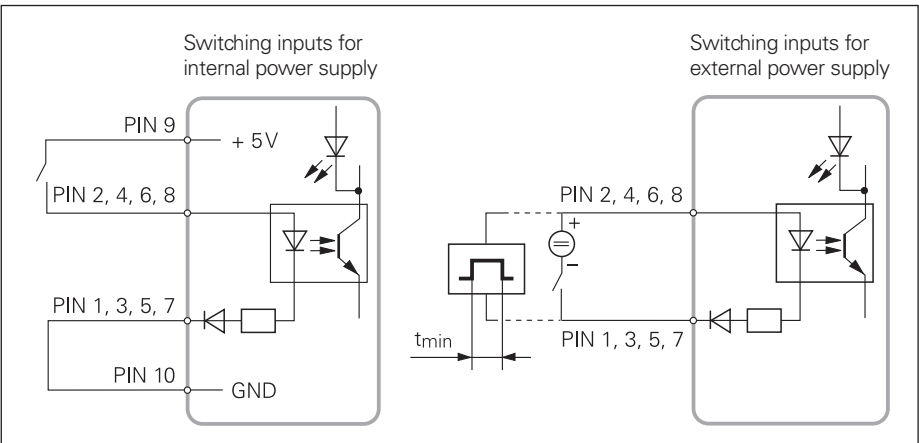 Switching inputs for
internal power supply
PIN 9
+ 5V
PIN 2, 4, 6, 8
PIN 1, 3, 5, 7
PIN 10
GND
Switching inputs for
external power supply
PIN 2, 4, 6, 8
+
−
tmin
PIN 1, 3, 5, 7